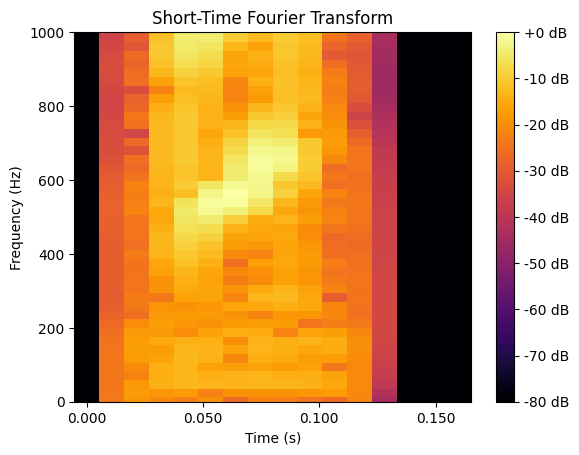 Short-Time Fourier Transform
Frequency (Hz)
1000
800
600
400
200
0
0.000
0.050
0.100
0.150
Time (s)
+0 dB
-10 dB
-20 dB
-30 dB
-40 dB
-50 dB
-60 dB
-70 dB
-80 dB